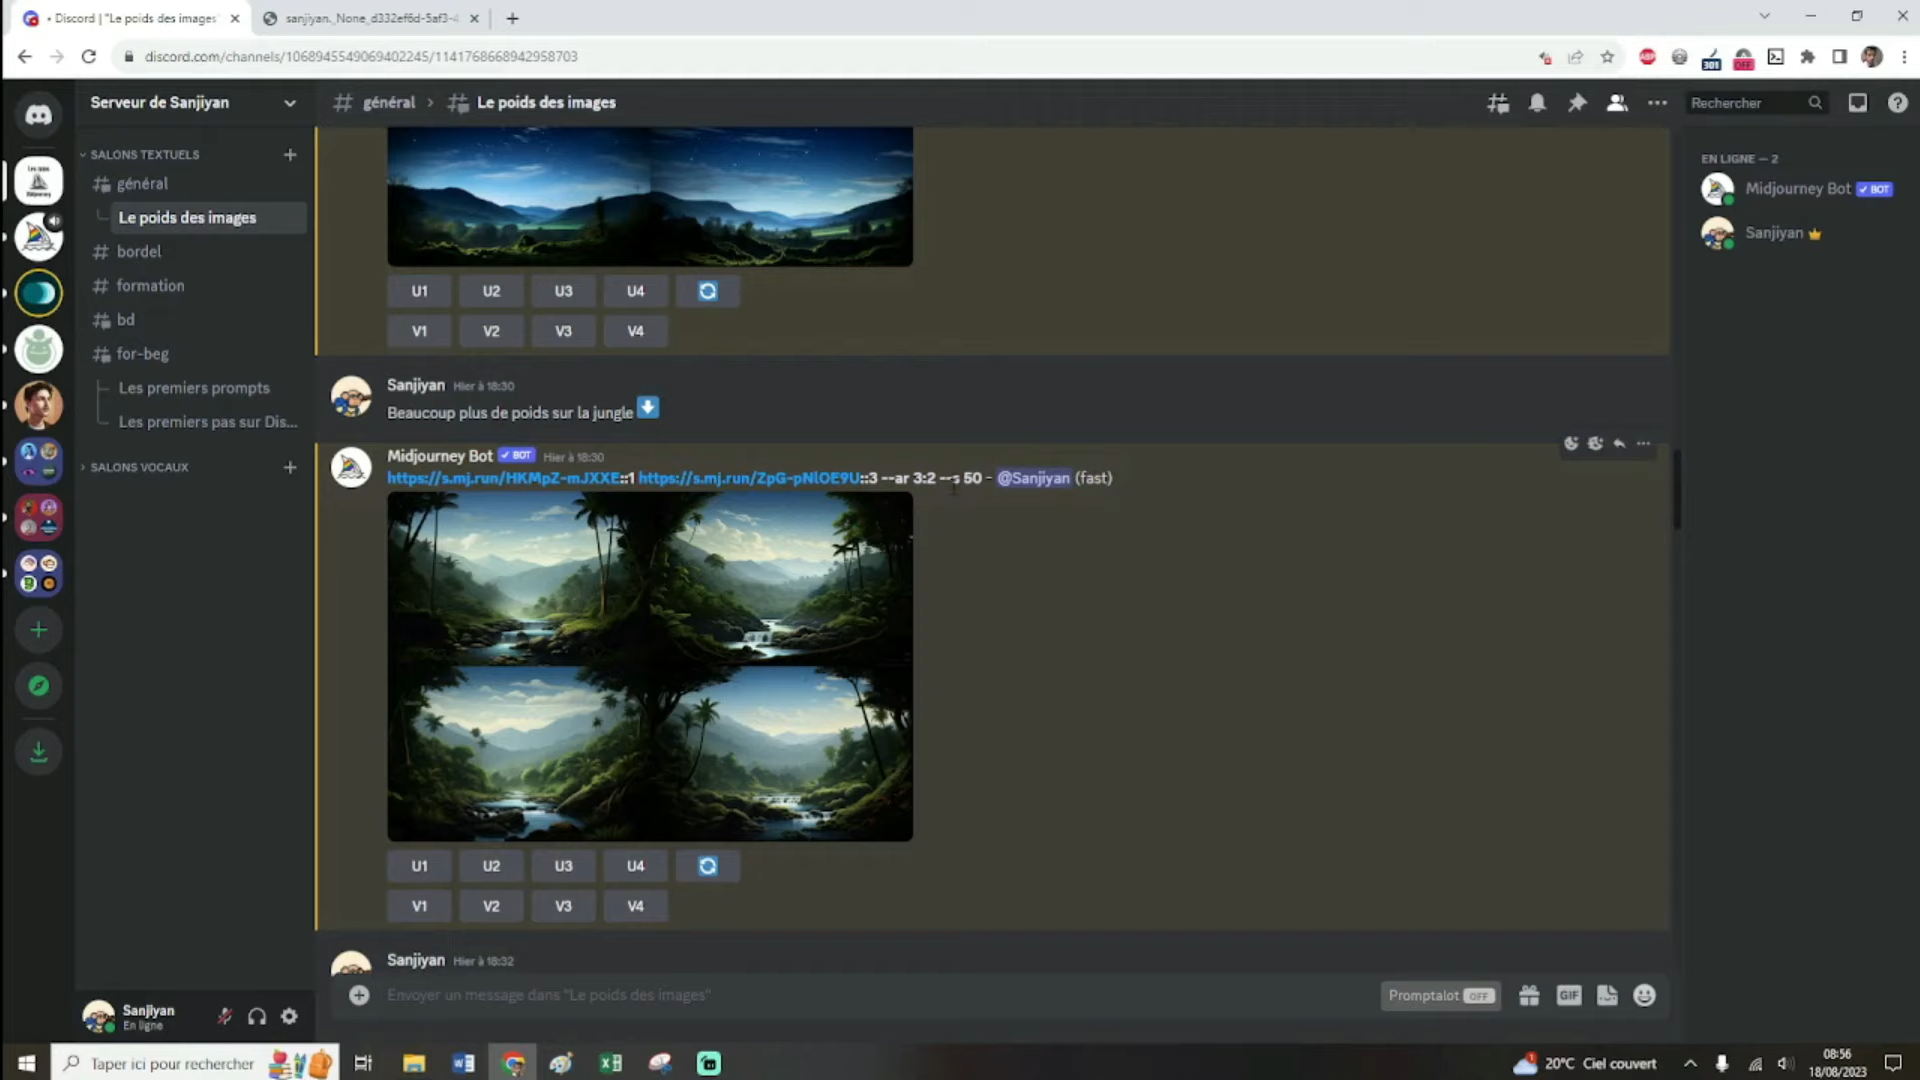 • Discord | "Le poids des images"
sanjiyan._None_d332ef6d-5af3-4
discord.com/channels/1068945549069402245/1141768668942958703
301
OFF
Serveur de Sanjiyan
général
Le poids des images
Rechercher
SALONS TEXTUELS
général
Le poids des images
bordel
formation
bd
for-beg
Les premiers prompts
Les premiers pas sur Dis...
SALONS VOCAUX
U1 U2 U3 U4
V1 V2 V3 V4
Sanjiyan Hier à 18:30
Beaucoup plus de poids sur la jungle
Midjourney Bot BOT Hier à 18:30
https://s.mj.run/HKMpZ-mJXXE::1 https://s.mj.run/ZpG-pNlOE9U::3 --ar 3:2 --s 50 - @Sanjiyan (fast)
U1 U2 U3 U4
V1 V2 V3 V4
Sanjiyan Hier à 18:32
Envoyer un message dans "Le poids des images"
Promptalot OFF
GIF
EN LIGNE — 2
Midjourney Bot BOT
Sanjiyan
Sanjiyan
En ligne
Taper ici pour rechercher
20°C Ciel couvert
08:56
18/08/2023